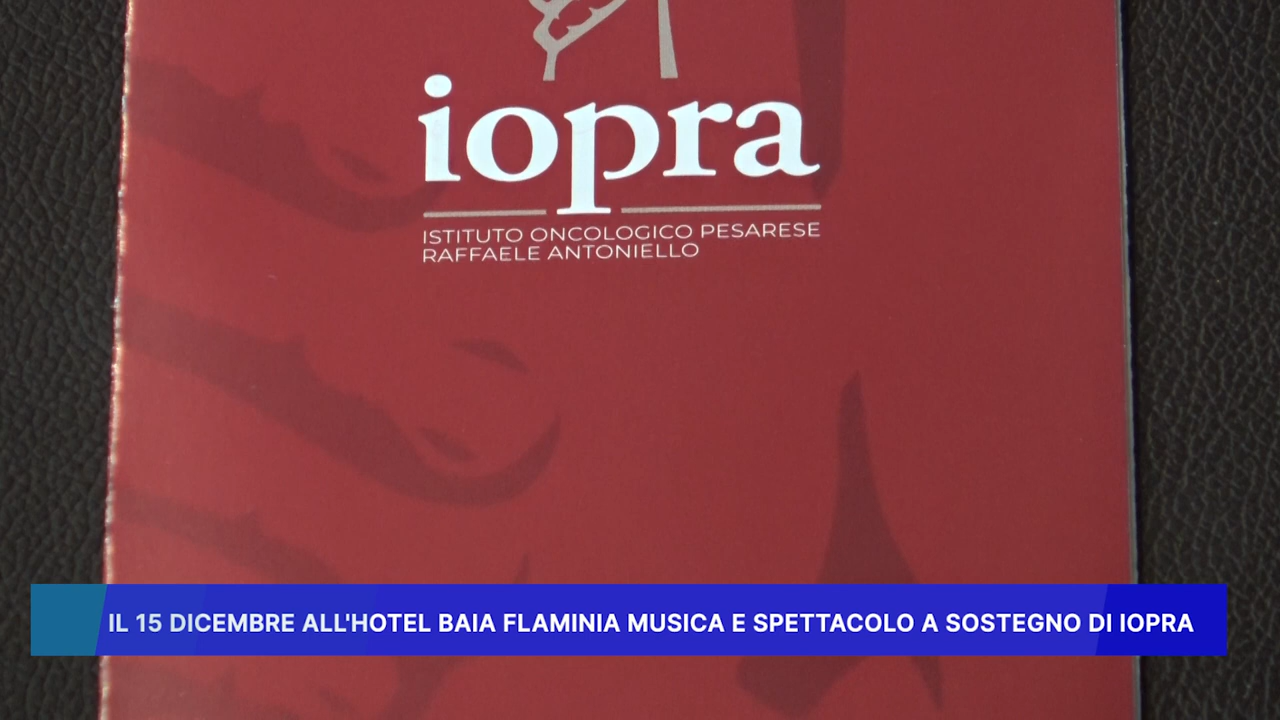 iopra
ISTITUTO ONCOLOGICO PESARESE
RAFFAELE ANTONIELLO
IL 15 DICEMBRE ALL'HOTEL BAIA FLAMINIA MUSICA E SPETTACOLO A SOSTEGNO DI IOPRA